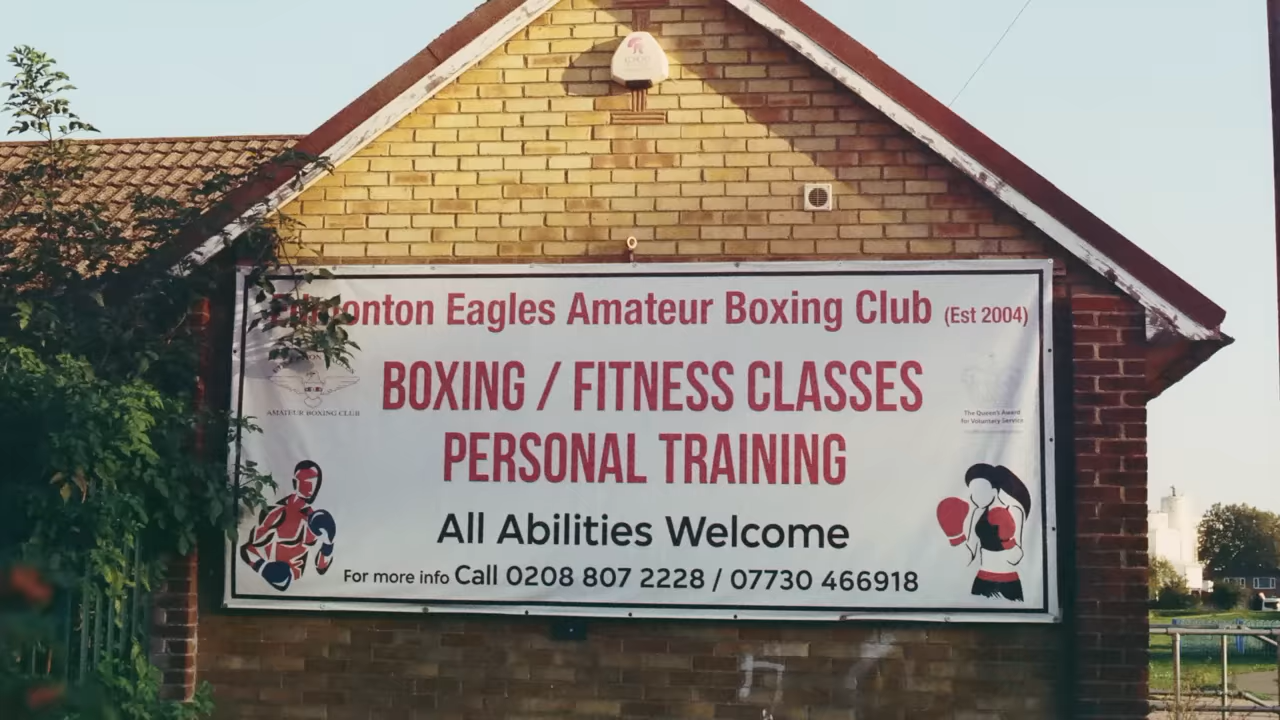 Edmonton Eagles Amateur Boxing Club (Est 2004)
BOXING / FITNESS CLASSES
AMATEUR BOXING CLUB
The Queen's Award
for Voluntary Service
PERSONAL TRAINING
All Abilities Welcome
For more info Call 0208 807 2228 / 07730 466918